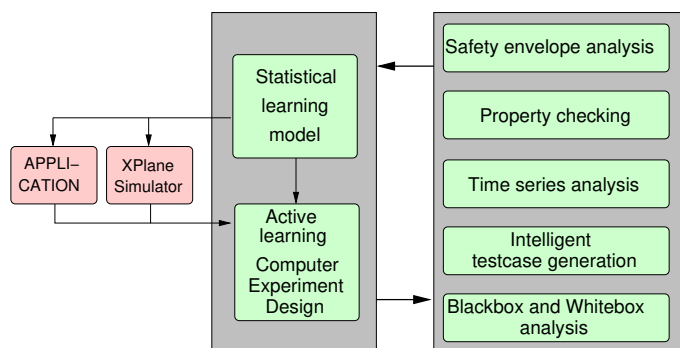 Statistical
learning
model
APPLI–
CATION
XPlane
Simulator
Active
learning
Computer
Experiment
Design
Safety envelope analysis
Property checking
Time series analysis
Intelligent
testcase generation
Blackbox and Whitebox
analysis